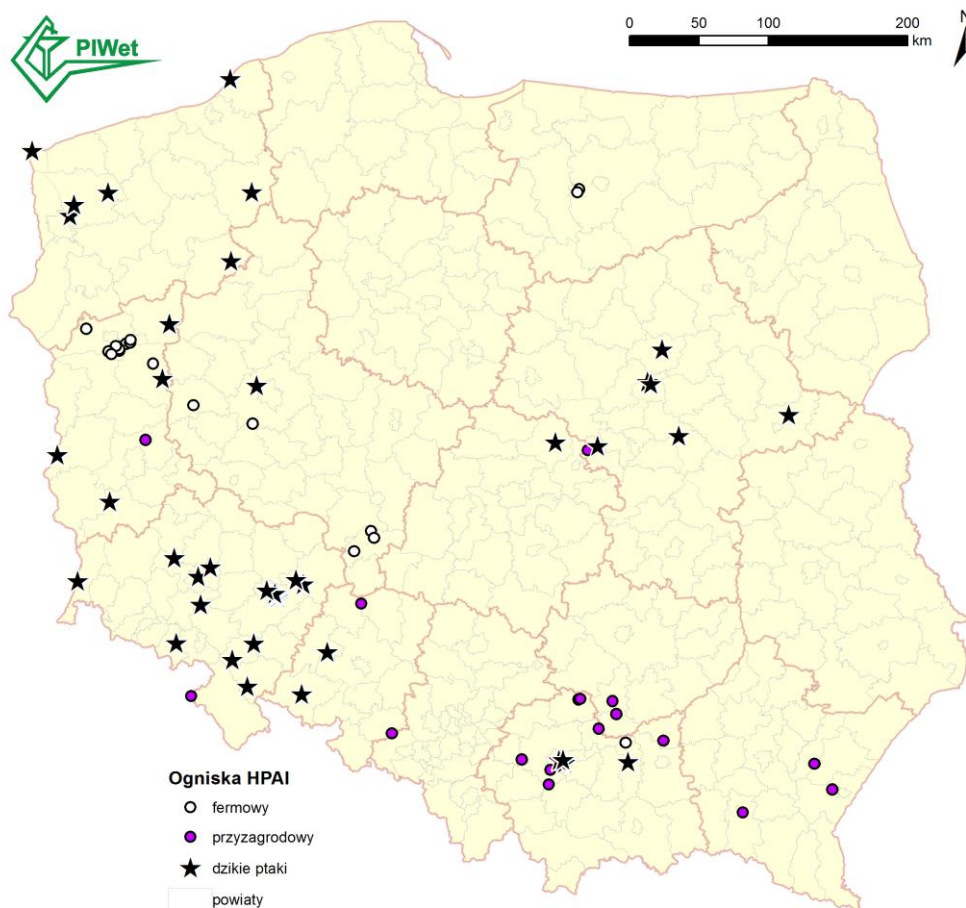 PIWet
0 50 100 200
km
N
Ogniska HPAI
fermowy
przyzagrodowy
dzikie ptaki
powiaty